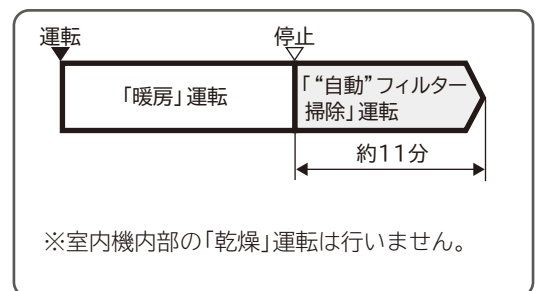 運転 停止
「暖房」運転
「“自動”フィルター
掃除」運転
約11分
※室内機内部の「乾燥」運転は行いません。